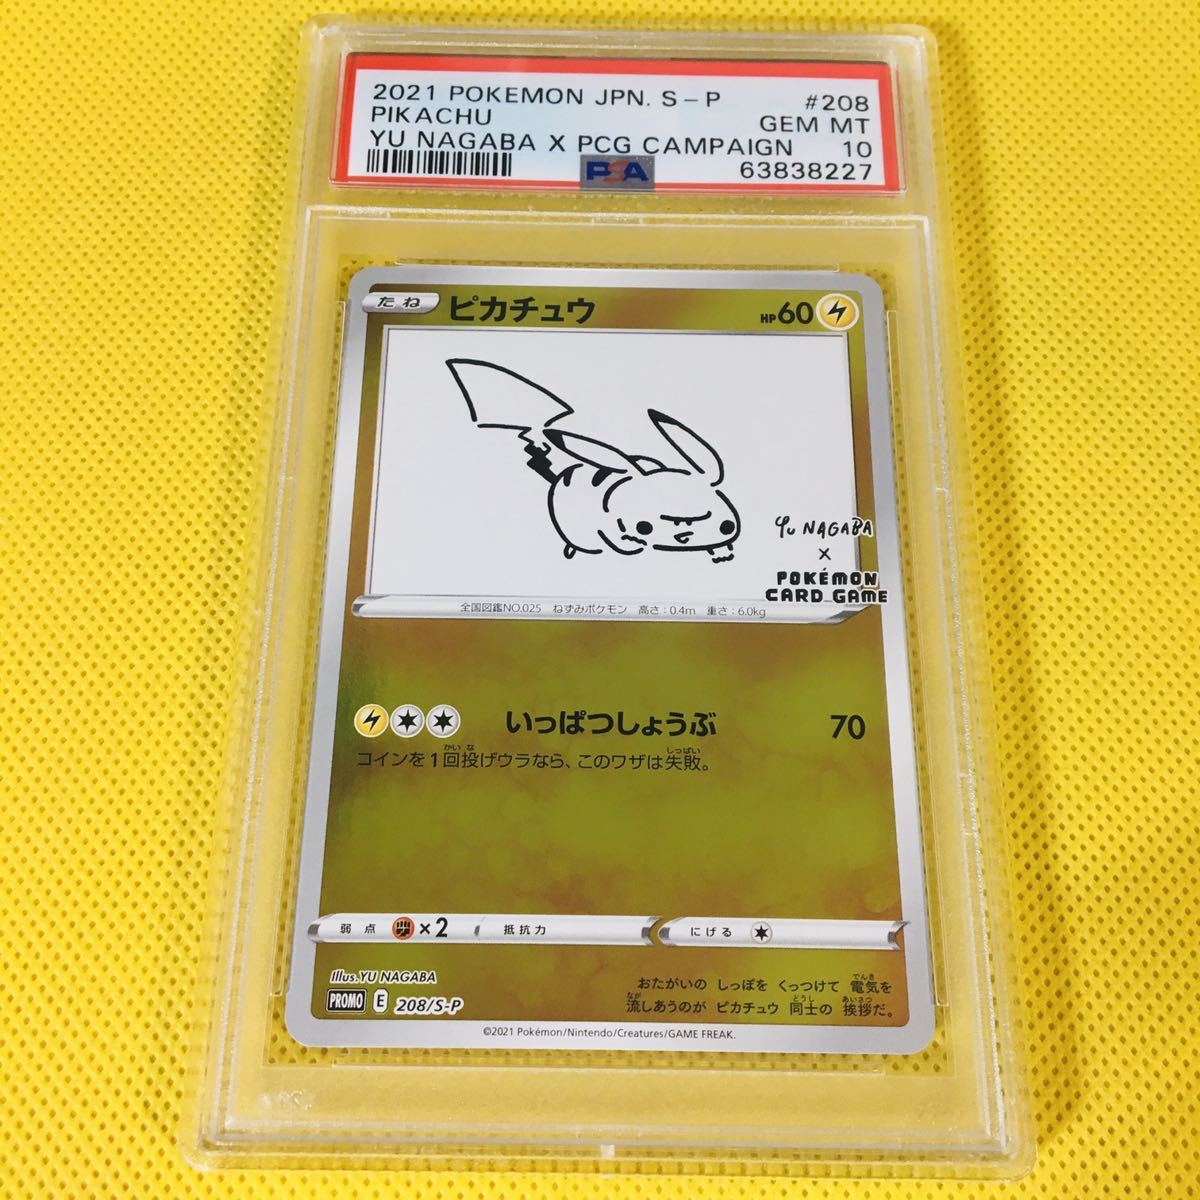 2021 POKEMON JPN. S-P #208
PIKACHU GEM MT
YU NAGABA X PCG CAMPAIGN 10
PSA 63838227
たね ピカチュウ HP60
Yu NAGABA
×
POKÉMON
CARD GAME
全国図鑑NO.025 ねずみポケモン 高さ:0.4m 重さ:6.0kg
いっぱつしょうぶ 70
コインを1回投げウラなら、このワザは失敗。
弱点 ×2 抵抗力 にげる
Illus.YU NAGABA
PROMO E 208/S-P
おたがいの しっぽを くっつけて 電気を
流しあうのが ピカチュウ 同士の 挨拶だ。
©2021 Pokémon/Nintendo/Creatures/GAME FREAK.